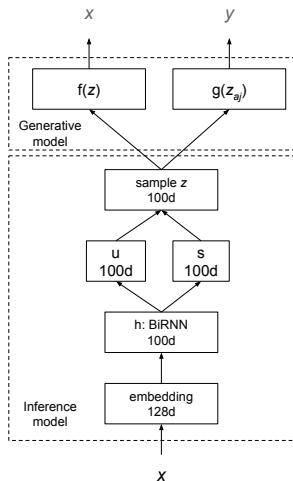 x y
f(z) g(z_aj)
Generative
model
sample z
100d
u s
100d 100d
h: BiRNN
100d
embedding
128d
Inference
model
x